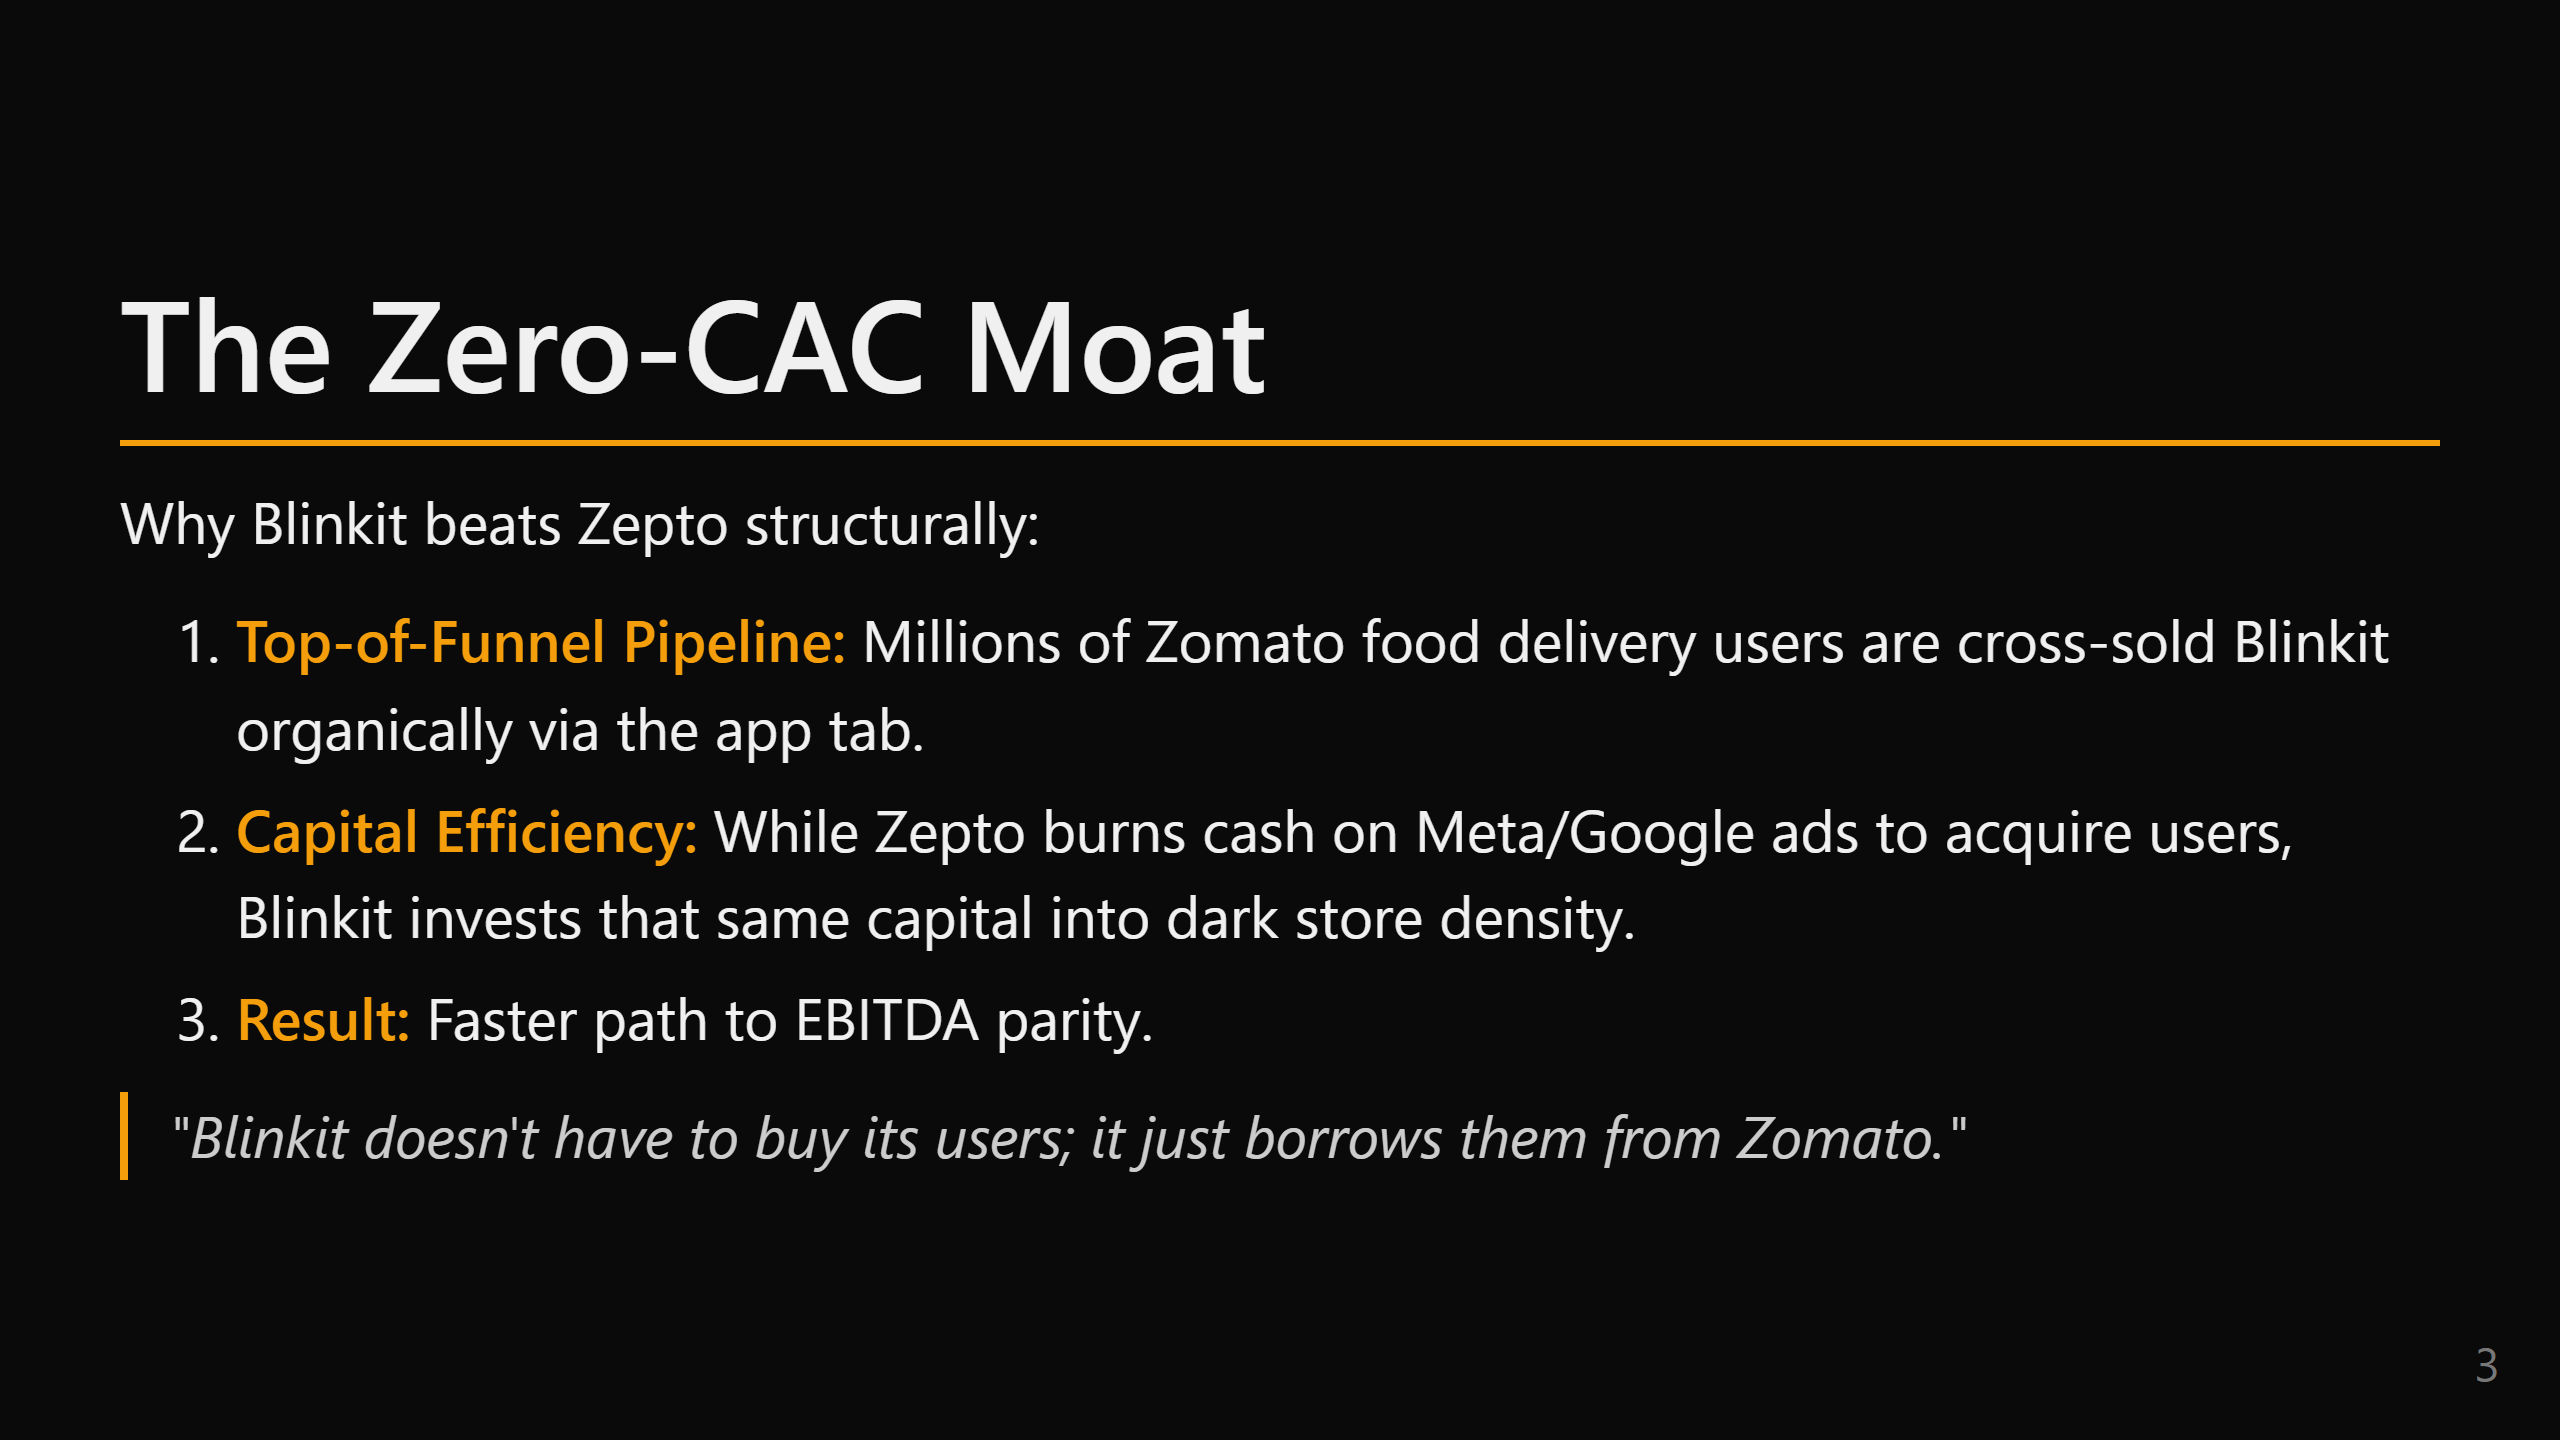 The Zero-CAC Moat
Why Blinkit beats Zepto structurally:
1. Top-of-Funnel Pipeline: Millions of Zomato food delivery users are cross-sold Blinkit
organically via the app tab.
2. Capital Efficiency: While Zepto burns cash on Meta/Google ads to acquire users,
Blinkit invests that same capital into dark store density.
3. Result: Faster path to EBITDA parity.
"Blinkit doesn't have to buy its users; it just borrows them from Zomato."
3